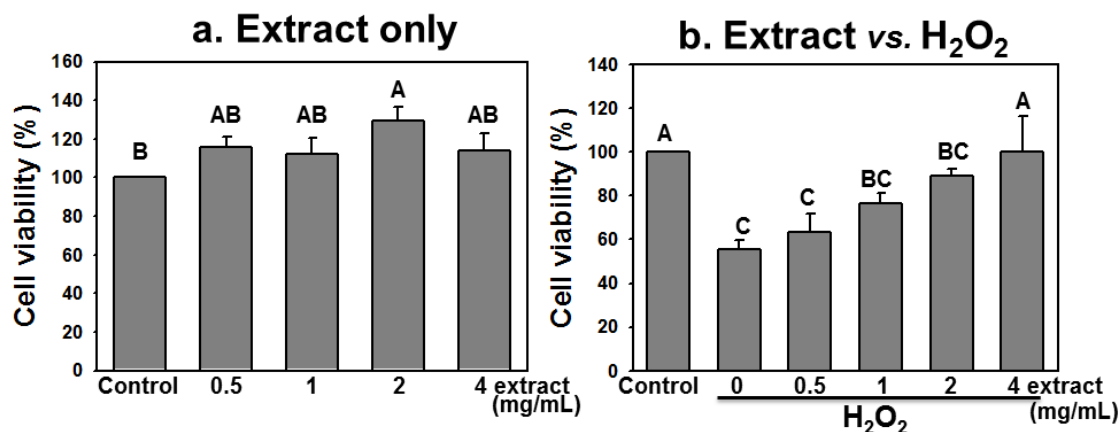 a. Extract only
160
140
120
100
80
60
40
20
0
Cell viability (% )
B
AB
AB
A
AB
Control 0.5 1 2 4 extract
(mg/mL)
b. Extract vs. H₂O₂
140
120
100
80
60
40
20
0
Cell viability (% )
A
C
C
BC
BC
A
Control 0 0.5 1 2 4 extract
(mg/mL)
H₂O₂